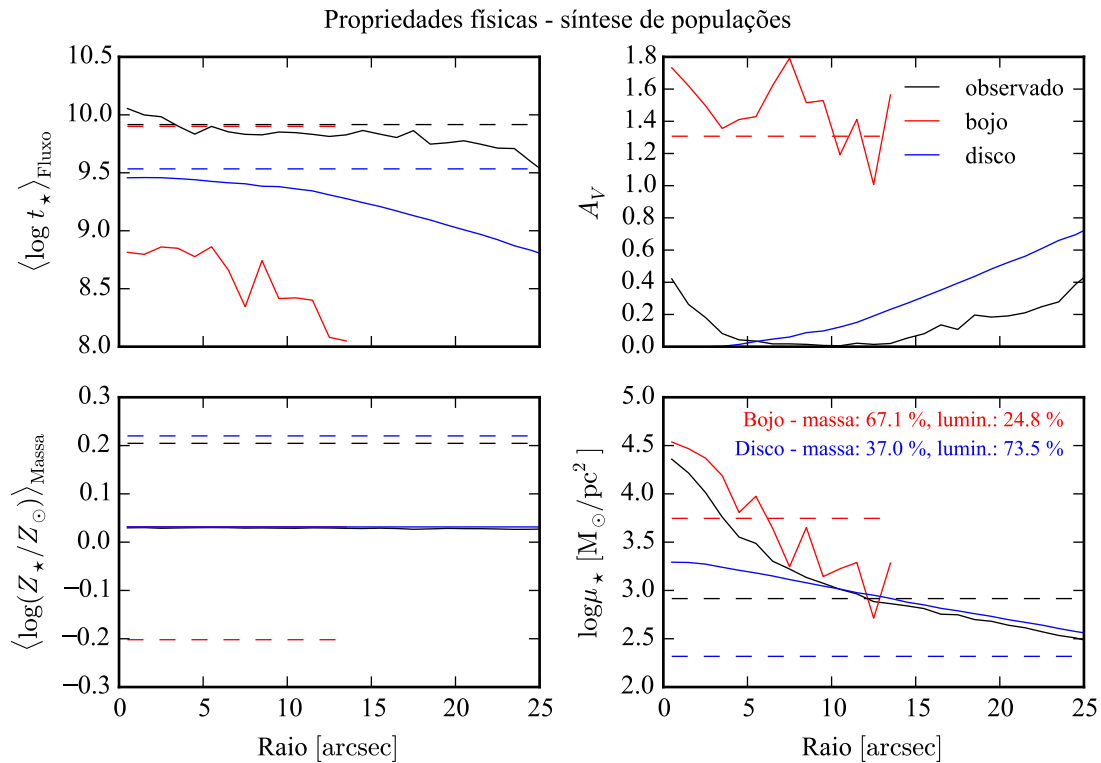 Propriedades físicas - síntese de populações
10.5
10.0
9.5
9.0
8.5
8.0
⟨log t⋆⟩Fluxo
1.8
1.6
1.4
1.2
1.0
0.8
0.6
0.4
0.2
0.0
A_V
observado
bojo
disco
0.3
0.2
0.1
0.0
−0.1
−0.2
−0.3
⟨log(Z⋆/Z⊙)⟩Massa
0 5 10 15 20 25
Raio [arcsec]
5.0
4.5
4.0
3.5
3.0
2.5
2.0
logμ⋆ [M⊙/pc²]
Bojo - massa: 67.1 %, lumin.: 24.8 %
Disco - massa: 37.0 %, lumin.: 73.5 %
0 5 10 15 20 25
Raio [arcsec]